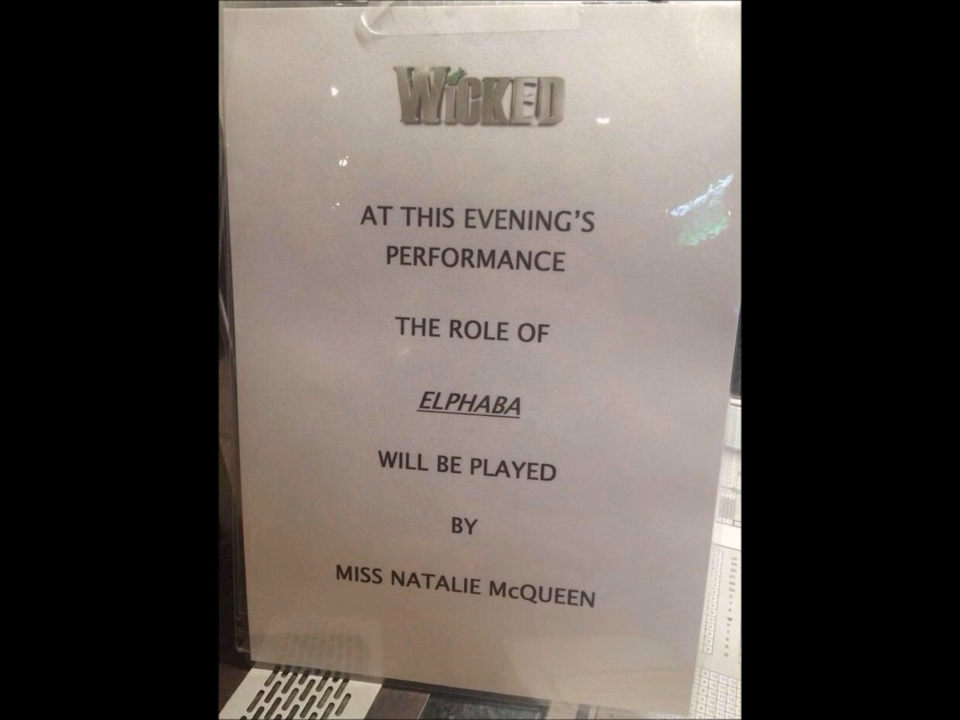 WICKED
AT THIS EVENING'S
PERFORMANCE
THE ROLE OF
ELPHABA
WILL BE PLAYED
BY
MISS NATALIE McQUEEN